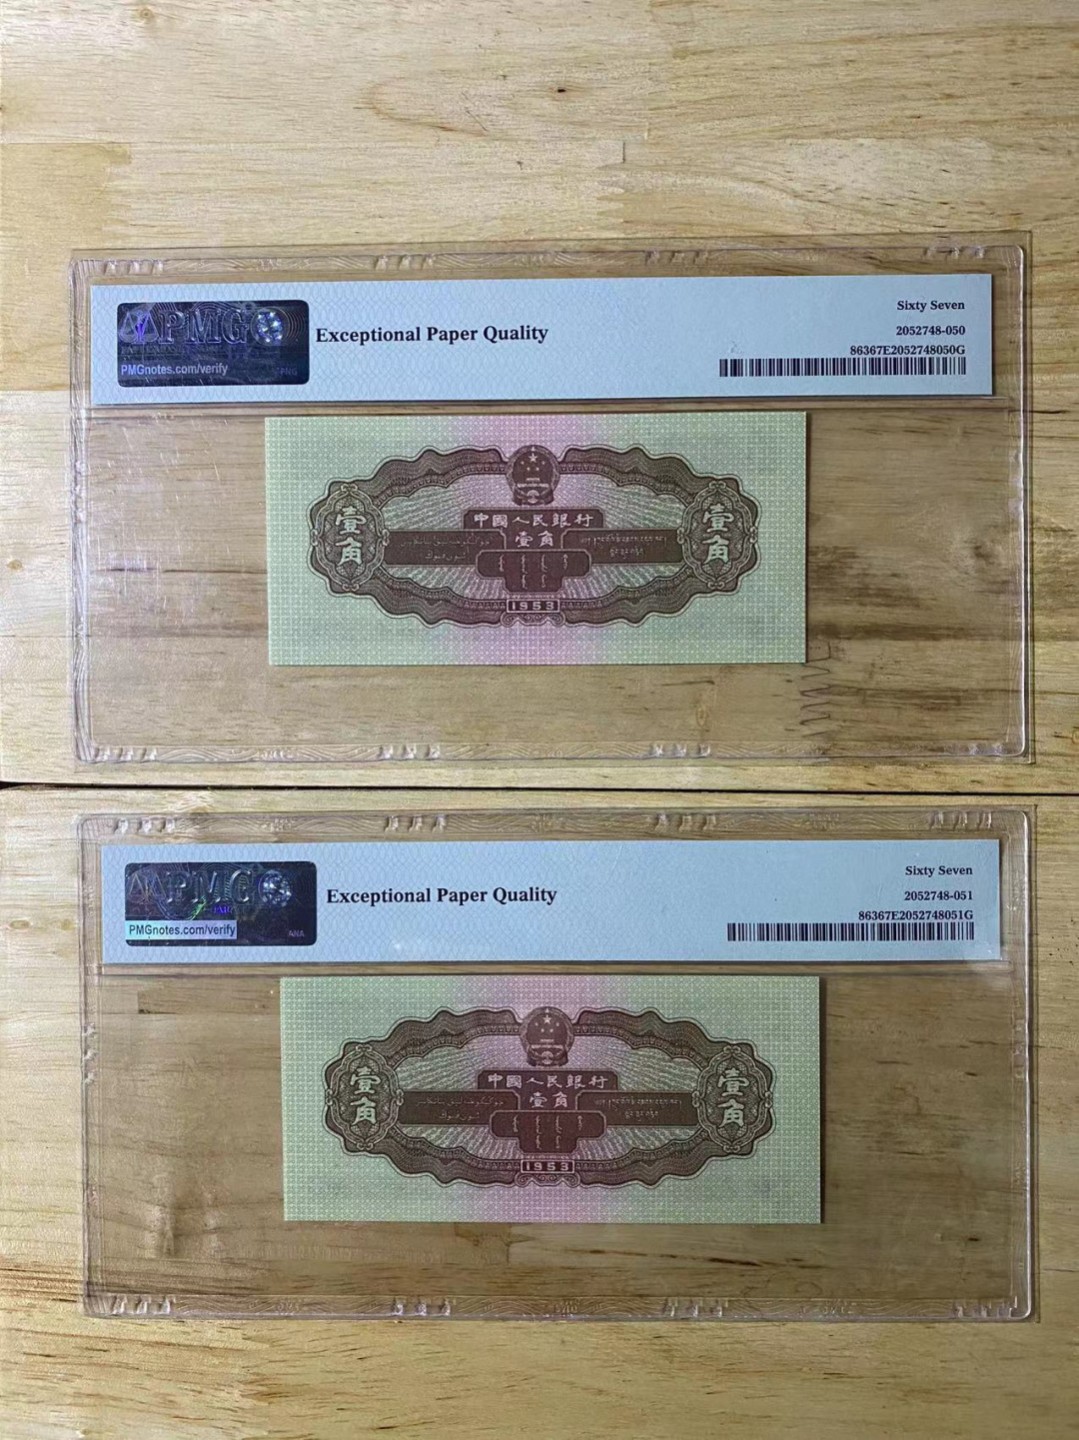 PMG
PMGnotes.com/verify
PNG
Exceptional Paper Quality
Sixty Seven
2052748-050
86367E2052748050G
中國人民銀行
壹角
壹角
壹角
1953
PMG
PMGnotes.com/verify
ANA
Exceptional Paper Quality
Sixty Seven
2052748-051
86367E2052748051G
中國人民銀行
壹角
壹角
壹角
1953